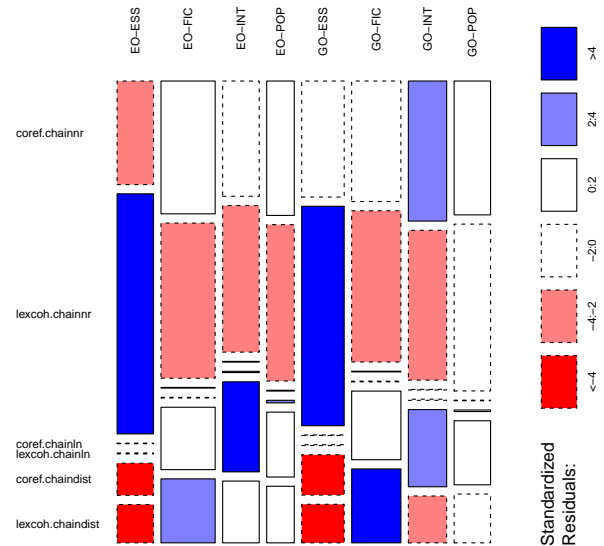 EO−ESS
EO−FIC
EO−INT
EO−POP
GO−ESS
GO−FIC
GO−INT
GO−POP
coref.chainnr
lexcoh.chainnr
coref.chainln
lexcoh.chainln
coref.chaindist
lexcoh.chaindist
Standardized
Residuals:
<−4
−4:−2
−2:0
0:2
2:4
>4